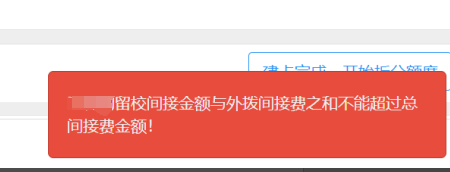 建点完成，开始拆分额度
留校间接金额与外拨间接费之和不能超过总
间接费金额！